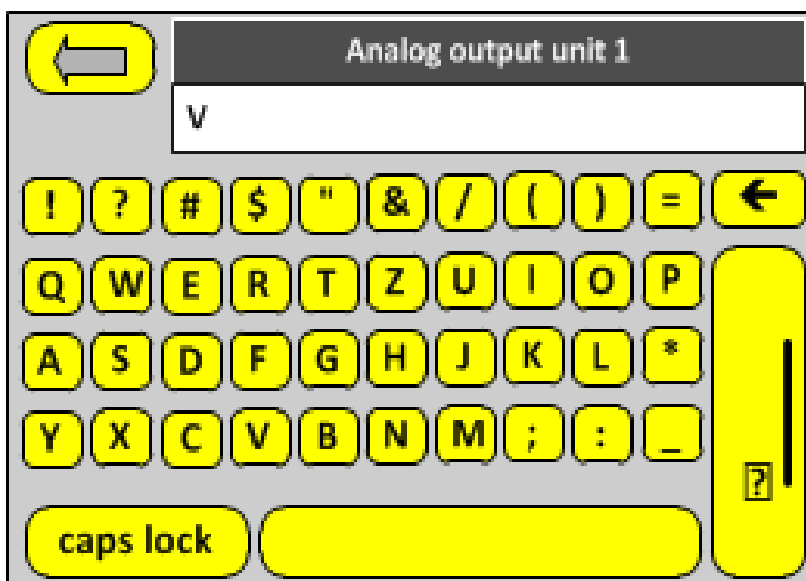 Analog output unit 1
V
! ? # $ " & / ( ) = ←
Q W E R T Z U I O P
A S D F G H J K L *
Y X C V B N M ; : _
?
caps lock